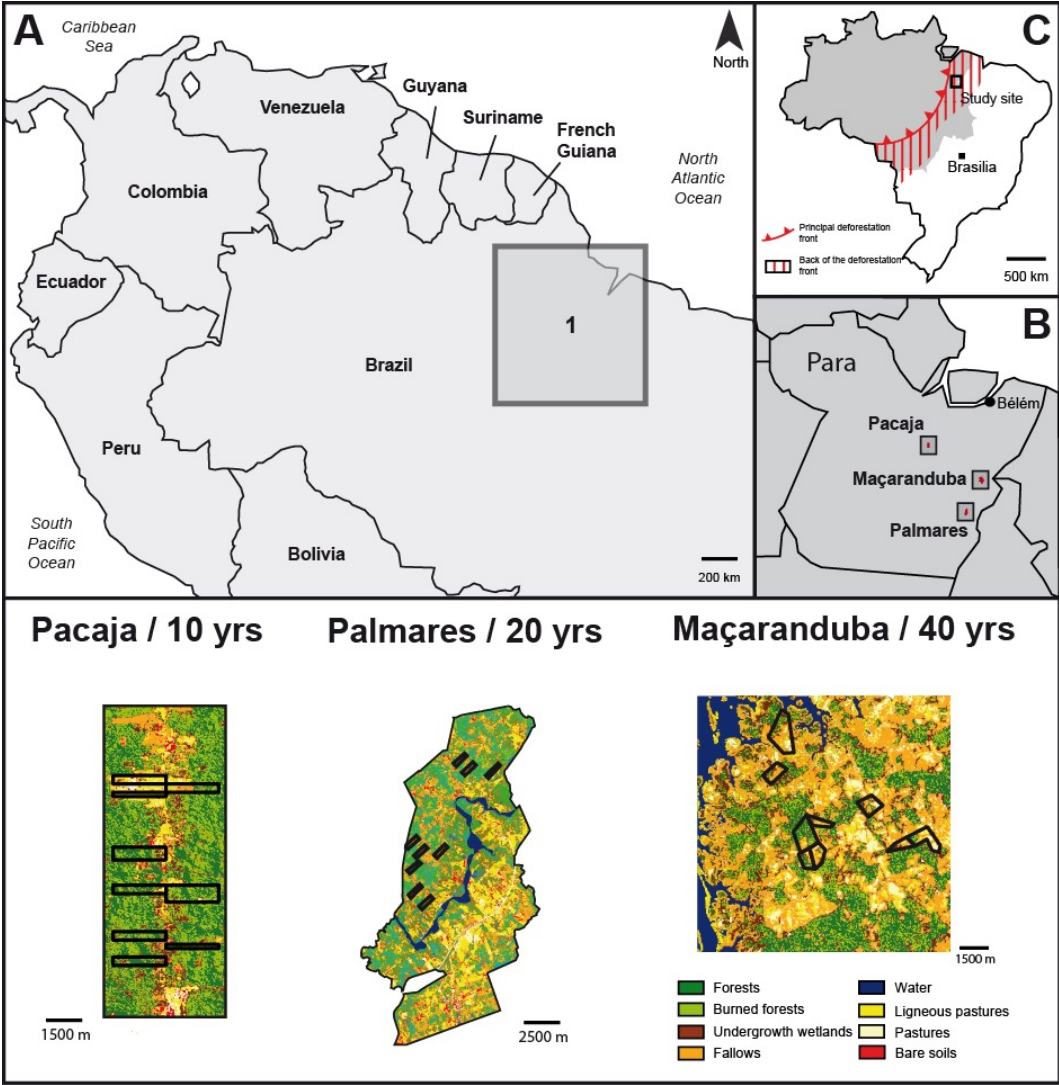 A
Caribbean
Sea
North
Guyana
Venezuela
Suriname
French
Guiana
North
Atlantic
Ocean
Colombia
Ecuador
1
Brazil
Peru
South
Pacific
Ocean
Bolivia
200 km
C
Study site
Brasilia
Principal deforestation
front
Back of the deforestation
front
500 km
B
Para
Bélém
Pacaja
Maçaranduba
Palmares
Pacaja / 10 yrs
Palmares / 20 yrs
Maçaranduba / 40 yrs
1500 m
2500 m
1500 m
Forests
Burned forests
Undergrowth wetlands
Fallows
Water
Ligneous pastures
Pastures
Bare soils